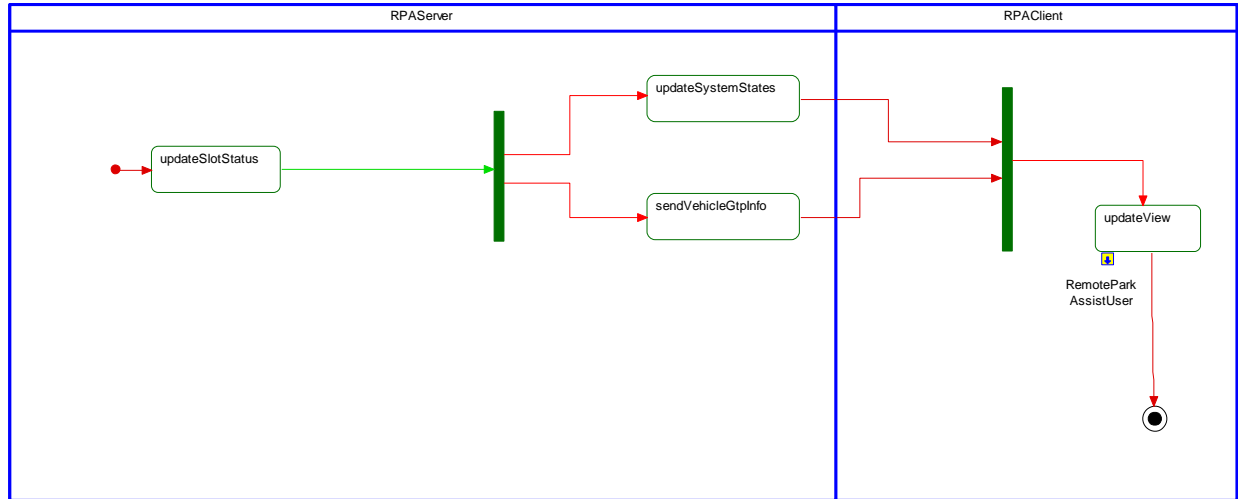 RPAServer
RPAClient
updateSystemStates
updateSlotStatus
sendVehicleGtpInfo
updateView
RemotePark
AssistUser